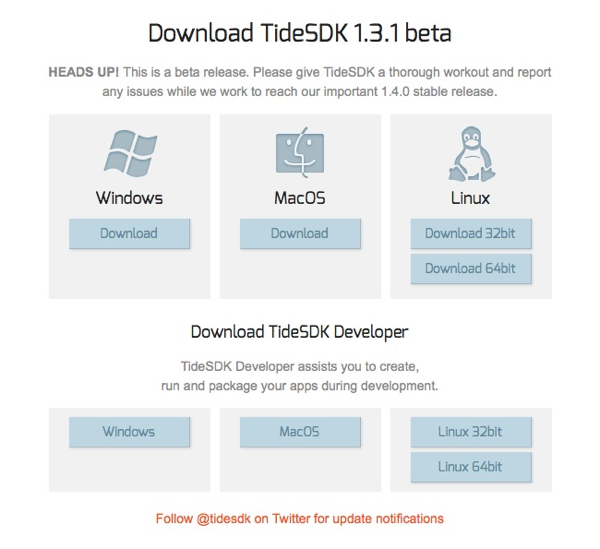 Download TideSDK 1.3.1 beta
HEADS UP! This is a beta release. Please give TideSDK a thorough workout and report
any issues while we work to reach our important 1.4.0 stable release.
Windows
Download
MacOS
Download
Linux
Download 32bit
Download 64bit
Download TideSDK Developer
TideSDK Developer assists you to create,
run and package your apps during development.
Windows
MacOS
Linux 32bit
Linux 64bit
Follow @tidesdk on Twitter for update notifications